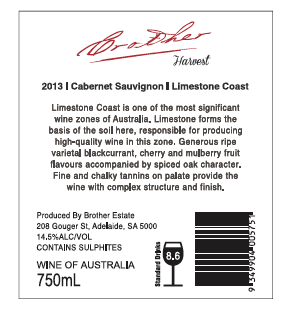 Brother
Harvest
2013 | Cabernet Sauvignon | Limestone Coast
Limestone Coast is one of the most significant
wine zones of Australia. Limestone forms the
basis of the soil here, responsible for producing
high-quality wine in this zone. Generous ripe
varietal blackcurrant, cherry and mulberry fruit
flavours accompanied by spiced oak character.
Fine and chalky tannins on palate provide the
wine with complex structure and finish.
Produced By Brother Estate
208 Gouger St, Adelaide, SA 5000
14.5%ALC/VOL
CONTAINS SULPHITES
WINE OF AUSTRALIA
750mL
Standard Drinks
8.6
9 349904 005751